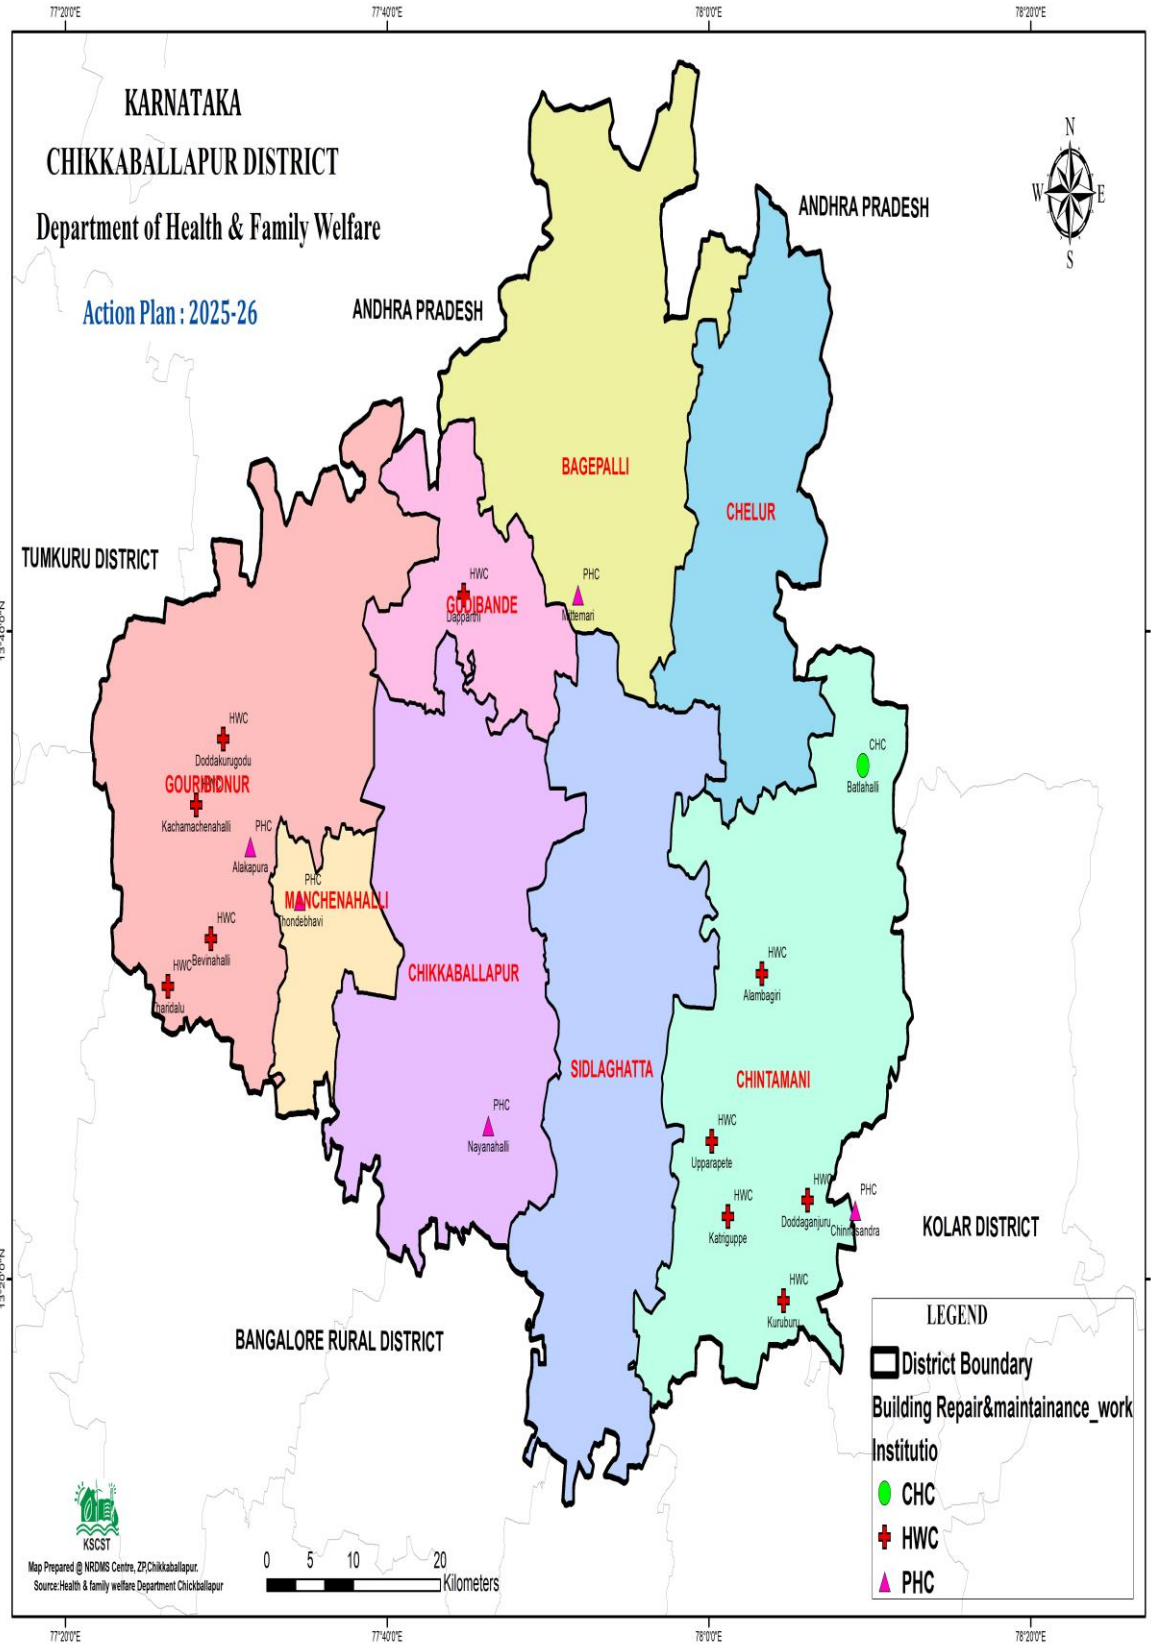 77°20'0"E
77°40'0"E
78°0'0"E
78°20'0"E
KARNATAKA
CHIKKABALLAPUR DISTRICT
Department of Health & Family Welfare
Action Plan : 2025-26
N
W
E
S
ANDHRA PRADESH
ANDHRA PRADESH
BAGEPALLI
CHELUR
TUMKURU DISTRICT
HWC
GUDIBANDE
Dapparthi
PHC
Mittemari
HWC
Doddakurugodu
GOURIBIDNUR
Kachamachenahalli
PHC
Alakapura
PHC
MANCHENAHALLI
Thondebhavi
HWC
Bevinahalli
HWC
Tharidalu
CHC
Batlahalli
CHIKKABALLAPUR
HWC
Alambagiri
SIDLAGHATTA
CHINTAMANI
PHC
Nayanahalli
HWC
Upparapete
HWC
Katriguppe
HWC
Doddaganjuru
PHC
Chinnasandra
KOLAR DISTRICT
HWC
Kuruburu
BANGALORE RURAL DISTRICT
LEGEND
District Boundary
Building Repair&maintainance_work
Institutio
CHC
HWC
PHC
KSCST
Map Prepared @ NRDMS Centre, ZP,Chikkaballapur.
Source:Health & family welfare Department Chickballapur
0 5 10 20
Kilometers
77°20'0"E
77°40'0"E
78°0'0"E
78°20'0"E